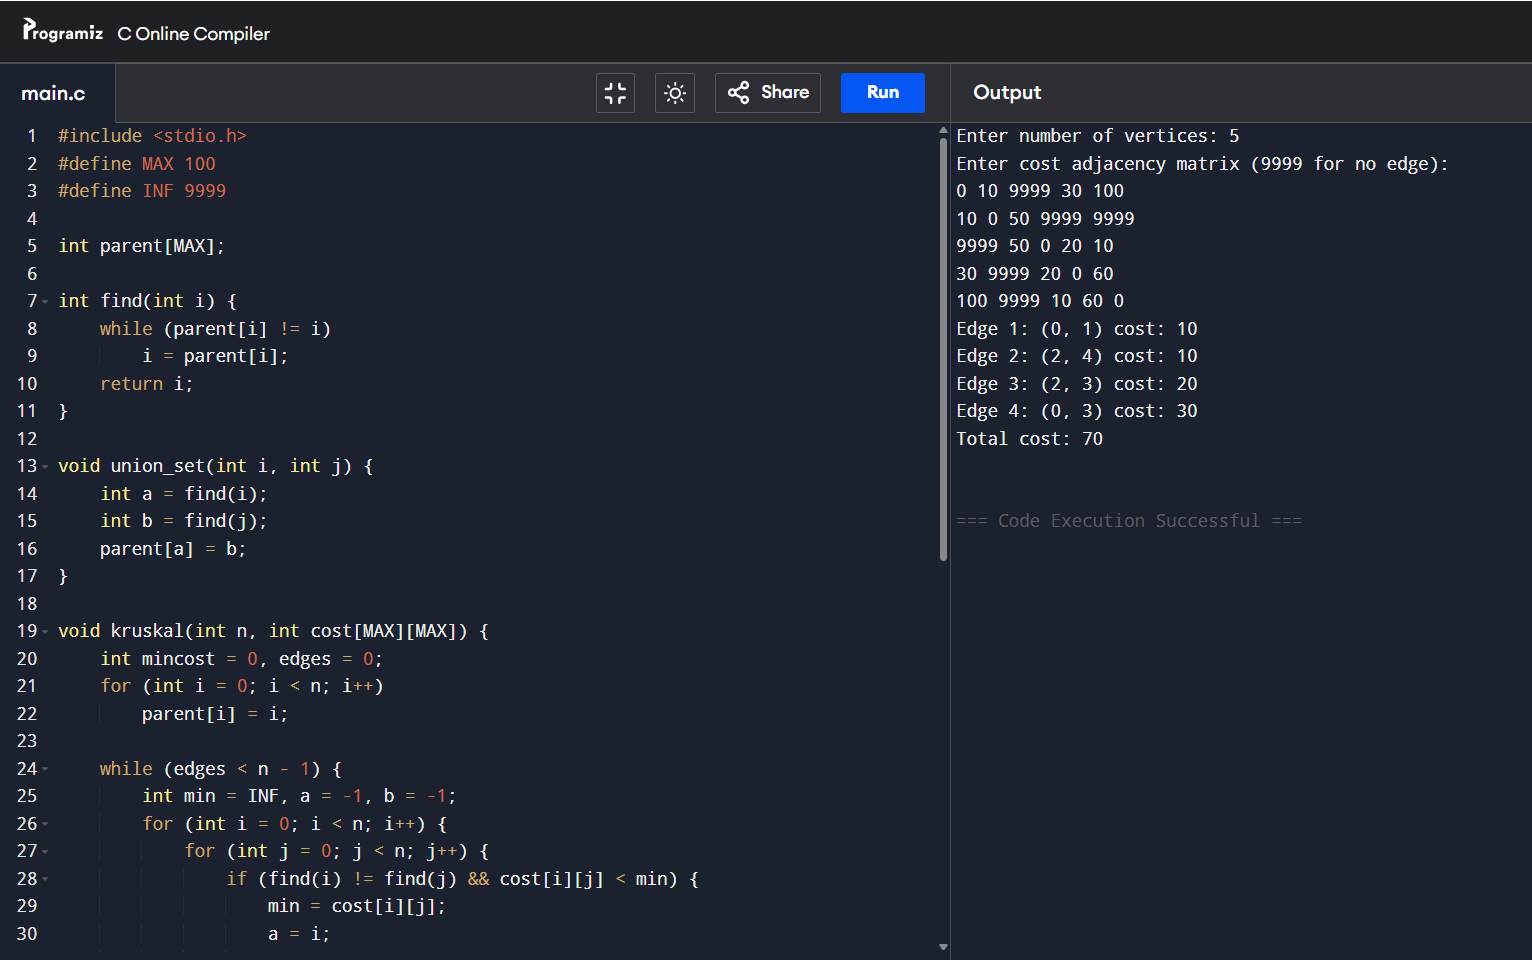 Programiz C Online Compiler
main.c
Share
Run
Output
1 #include <stdio.h>
2 #define MAX 100
3 #define INF 9999
4
5 int parent[MAX];
6
7 int find(int i) {
8     while (parent[i] != i)
9         i = parent[i];
10     return i;
11 }
12
13 void union_set(int i, int j) {
14     int a = find(i);
15     int b = find(j);
16     parent[a] = b;
17 }
18
19 void kruskal(int n, int cost[MAX][MAX]) {
20     int mincost = 0, edges = 0;
21     for (int i = 0; i < n; i++)
22         parent[i] = i;
23
24     while (edges < n - 1) {
25         int min = INF, a = -1, b = -1;
26         for (int i = 0; i < n; i++) {
27             for (int j = 0; j < n; j++) {
28                 if (find(i) != find(j) && cost[i][j] < min) {
29                     min = cost[i][j];
30                     a = i;
Enter number of vertices: 5
Enter cost adjacency matrix (9999 for no edge):
0 10 9999 30 100
10 0 50 9999 9999
9999 50 0 20 10
30 9999 20 0 60
100 9999 10 60 0
Edge 1: (0, 1) cost: 10
Edge 2: (2, 4) cost: 10
Edge 3: (2, 3) cost: 20
Edge 4: (0, 3) cost: 30
Total cost: 70
=== Code Execution Successful ===